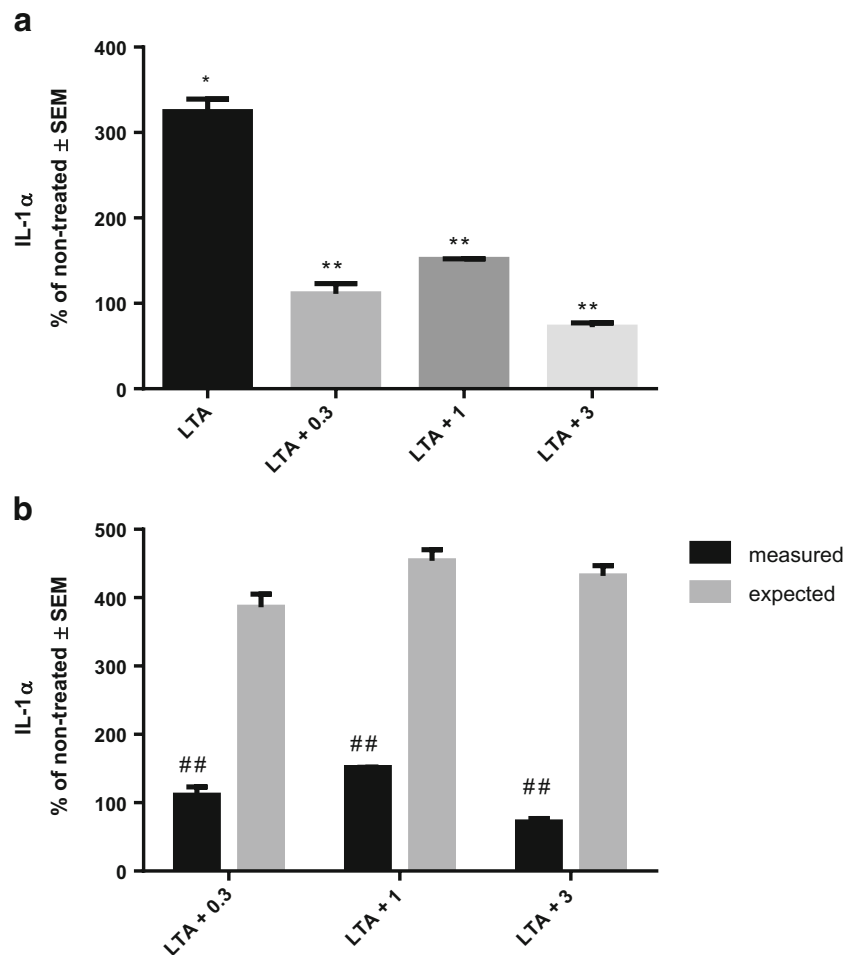 a
IL-1α
% of non-treated ± SEM
400
300
200
100
0
*
**
**
**
LTA
LTA + 0.3
LTA + 1
LTA + 3
b
IL-1α
% of non-treated ± SEM
500
400
300
200
100
0
##
##
##
LTA + 0.3
LTA + 1
LTA + 3
measured
expected